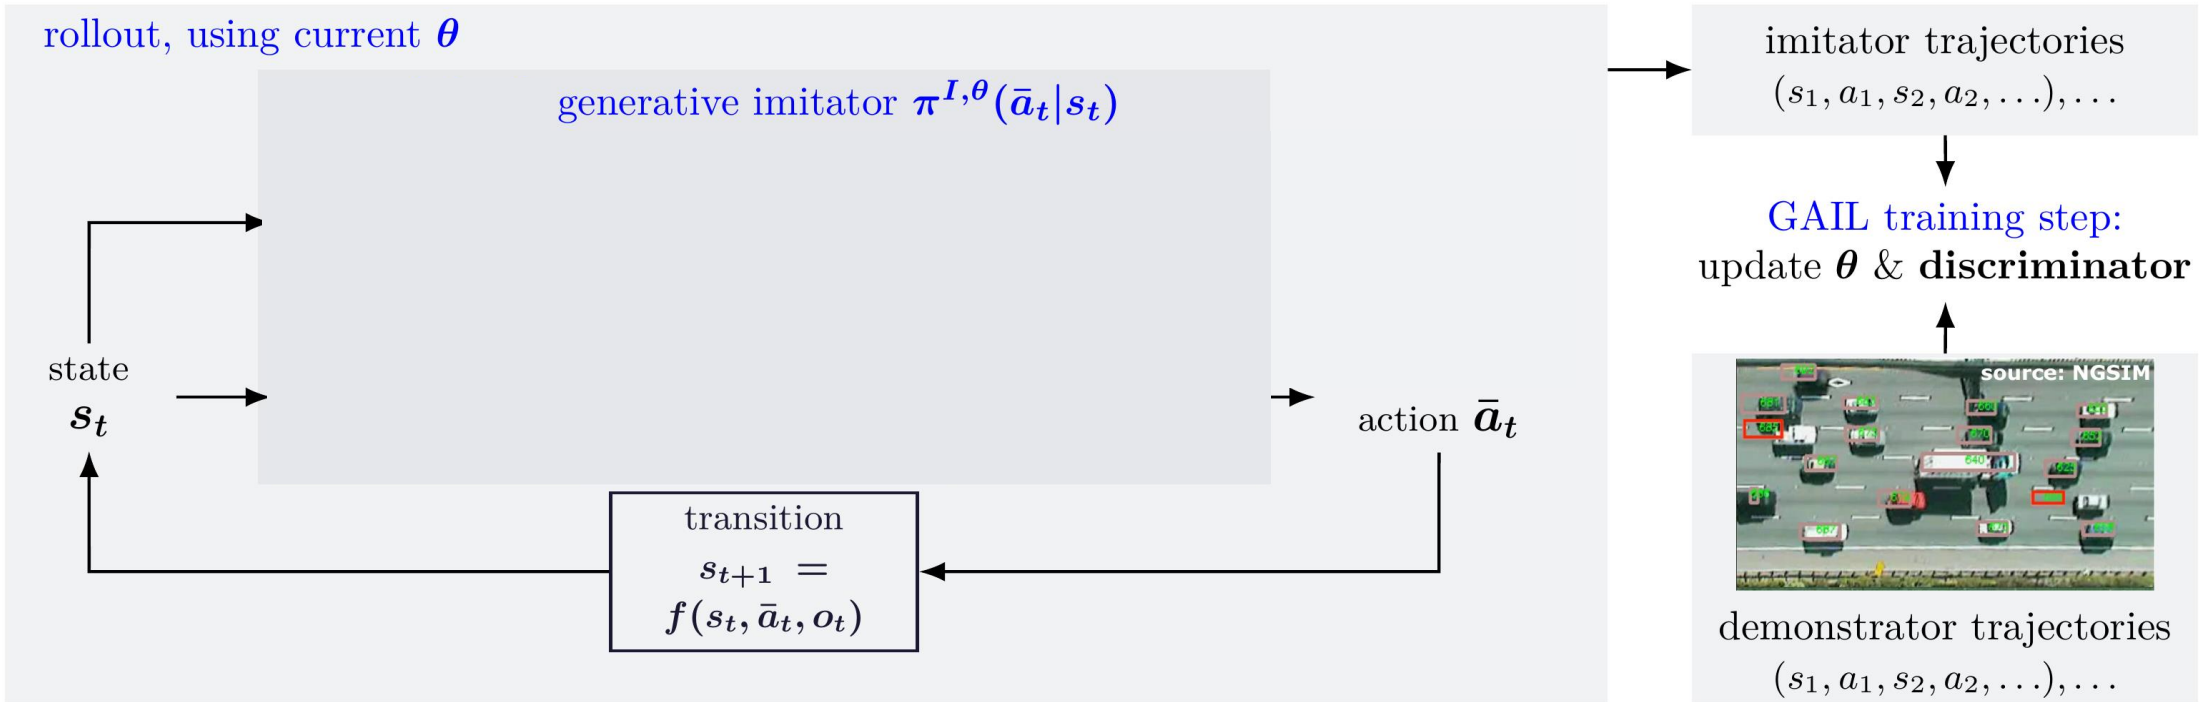 rollout, using current θ
generative imitator π^{I,θ}(ā_t|s_t)
state
s_t
action ā_t
transition
s_{t+1} =
f(s_t, ā_t, o_t)
imitator trajectories
(s_1, a_1, s_2, a_2, . . .), . . .
GAIL training step:
update θ & discriminator
source: NGSIM
640
demonstrator trajectories
(s_1, a_1, s_2, a_2, . . .), . . .